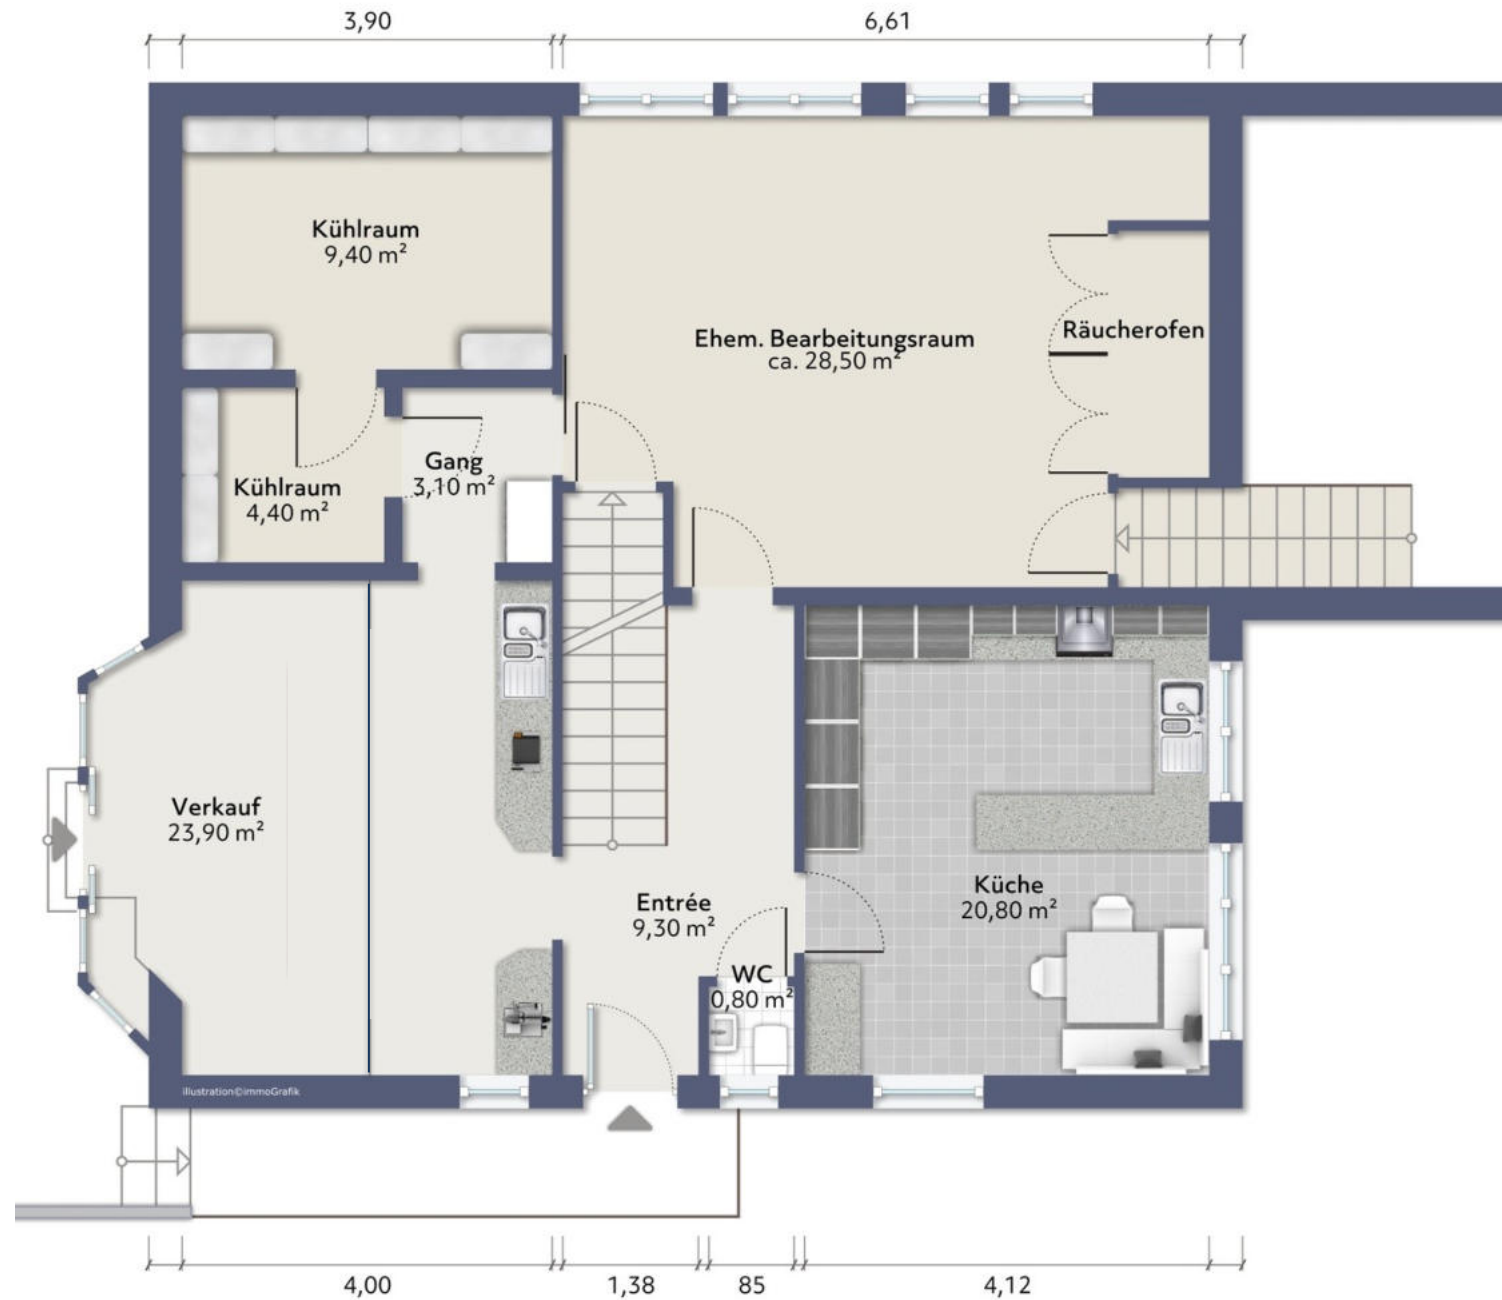 3,90
6,61
Kühlraum
9,40 m²
Ehem. Bearbeitungsraum
ca. 28,50 m²
Räucherofen
Gang
3,10 m²
Kühlraum
4,40 m²
Verkauf
23,90 m²
Entrée
9,30 m²
Küche
20,80 m²
WC
0,80 m²
illustration©immoGrafik
4,00
1,38
85
4,12